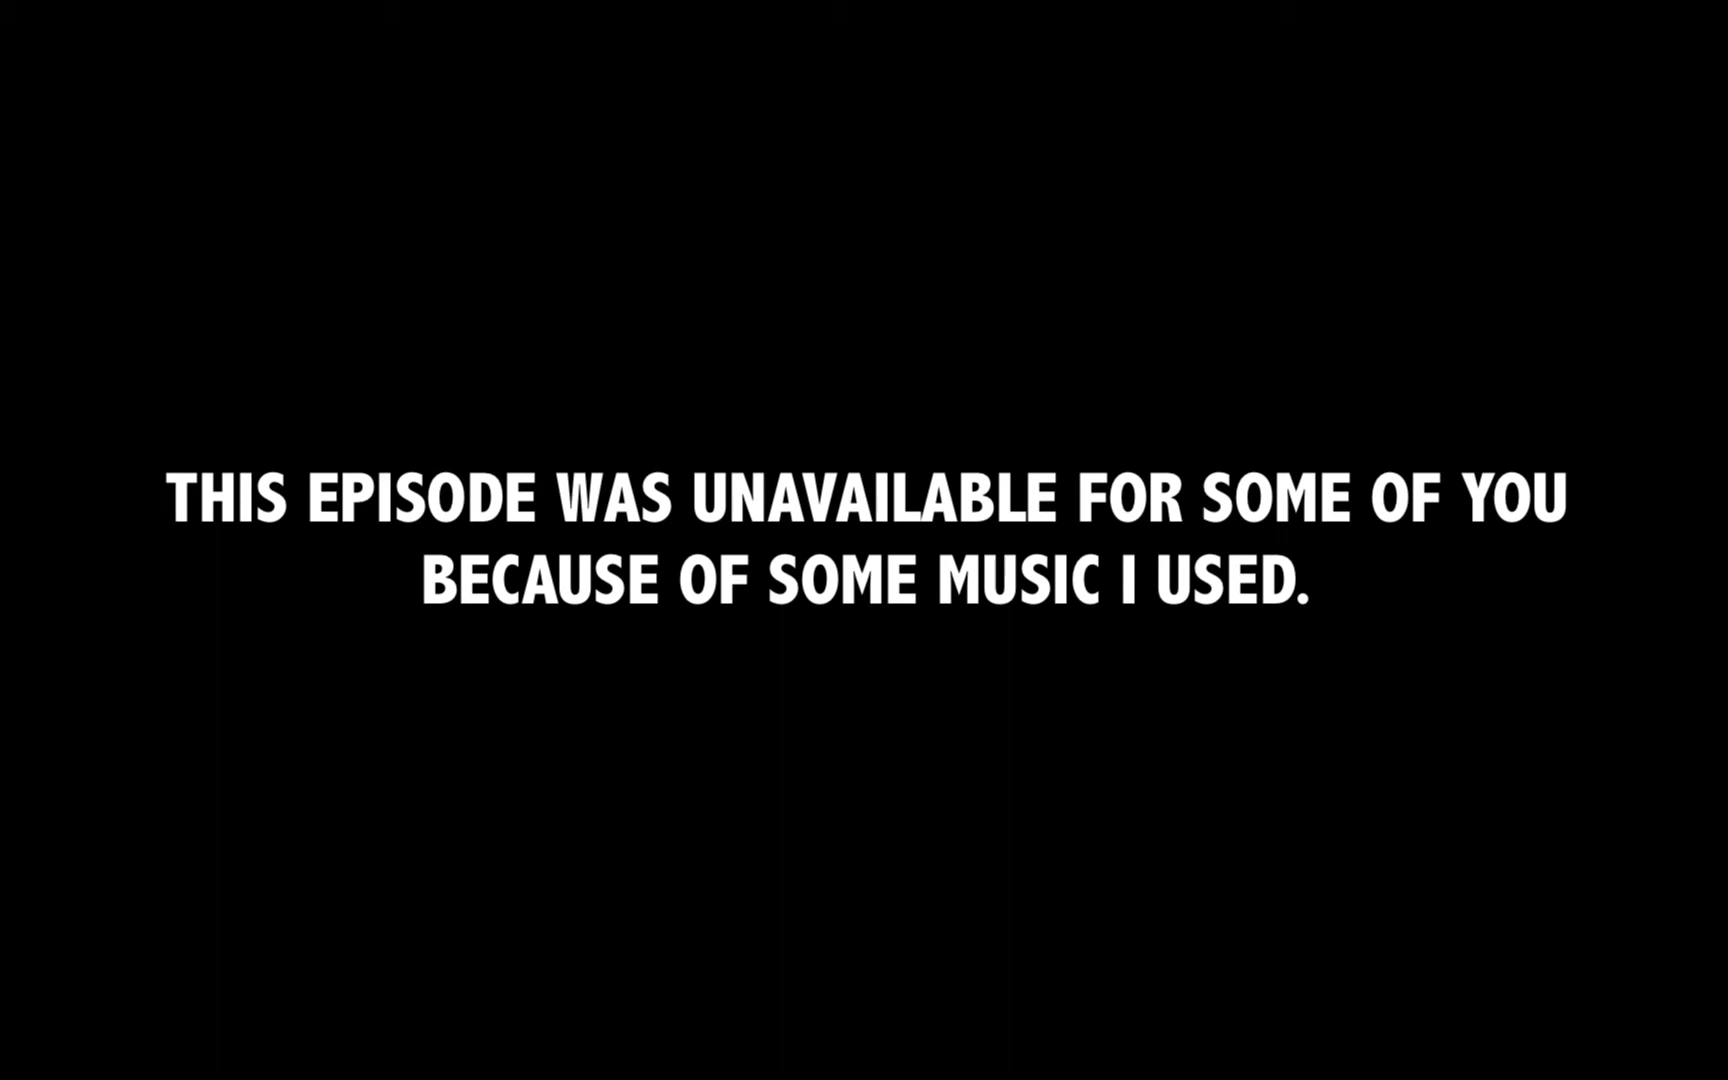 THIS EPISODE WAS UNAVAILABLE FOR SOME OF YOU
BECAUSE OF SOME MUSIC I USED.